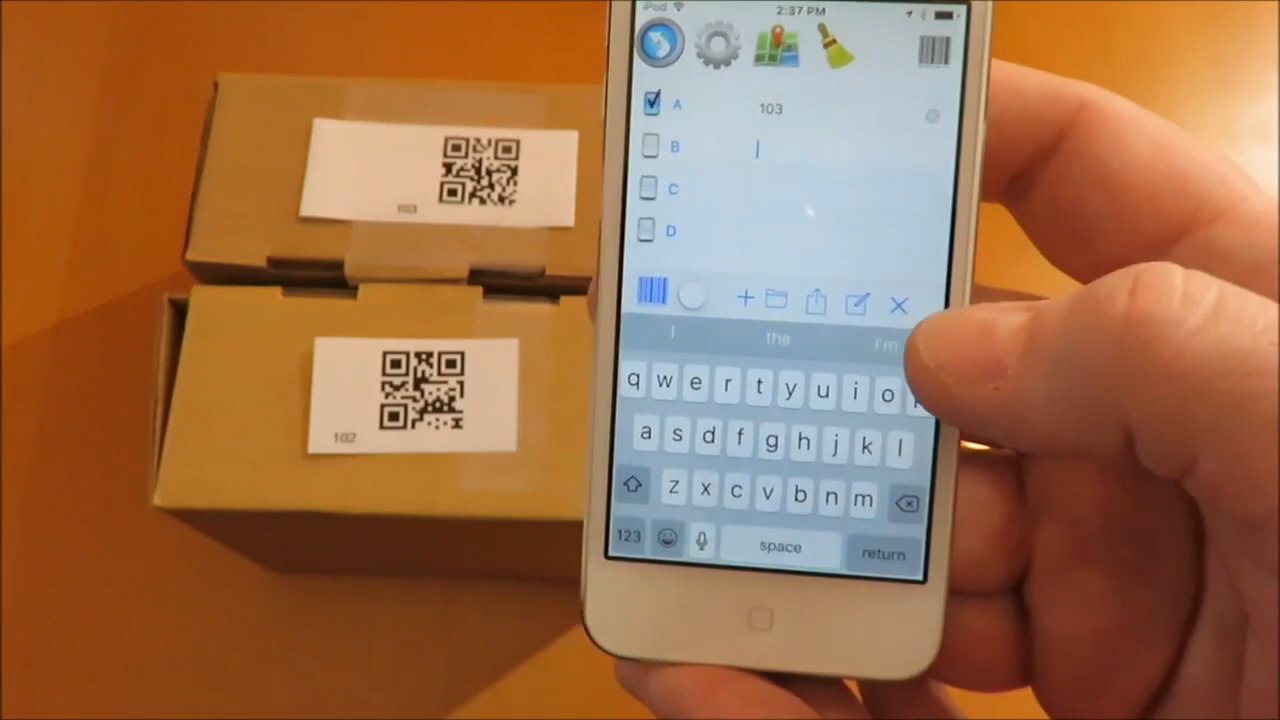 iPod 2:37 PM
A 103
B
C
D
I the I'm
q w e r t y u i o
a s d f g h j k l
z x c v b n m
123 space return
103
102